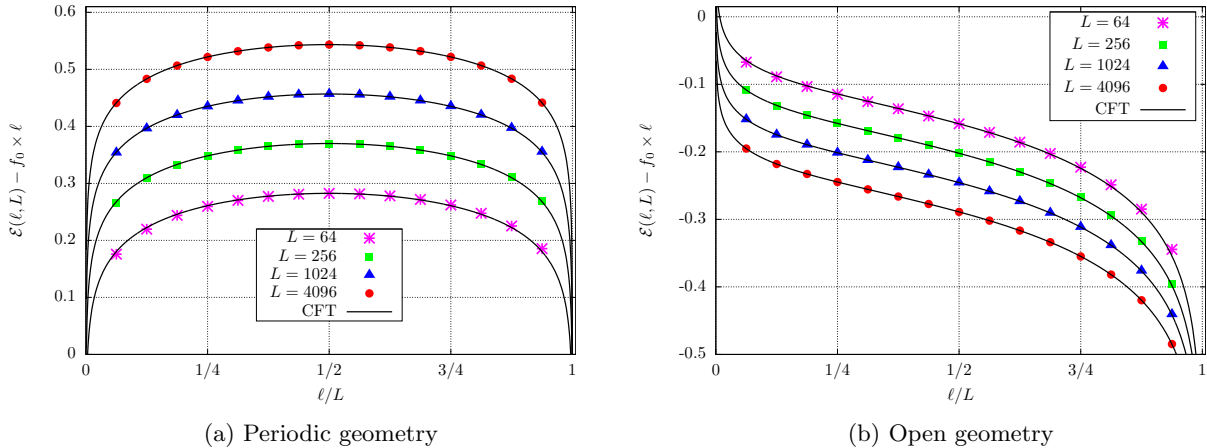 0.6
0.5
0.4
0.3
0.2
0.1
0
0
1/4
1/2
3/4
1
ℓ/L
ℰ(ℓ, L) − f₀ × ℓ
L = 64
L = 256
L = 1024
L = 4096
CFT
(a) Periodic geometry
0
-0.1
-0.2
-0.3
-0.4
-0.5
0
1/4
1/2
3/4
1
ℓ/L
ℰ(ℓ, L) − f₀ × ℓ
L = 64
L = 256
L = 1024
L = 4096
CFT
(b) Open geometry